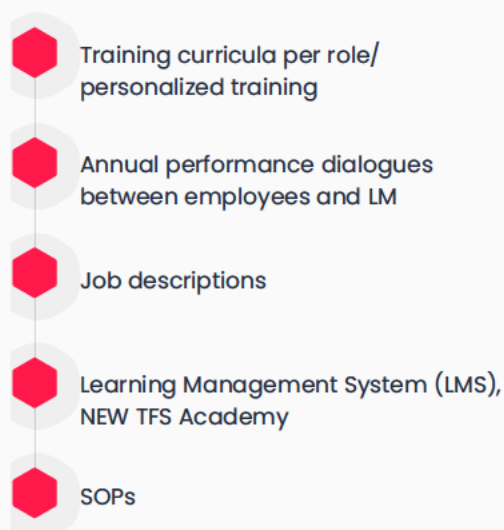 Training curricula per role/
personalized training
Annual performance dialogues
between employees and LM
Job descriptions
Learning Management System (LMS),
NEW TFS Academy
SOPs